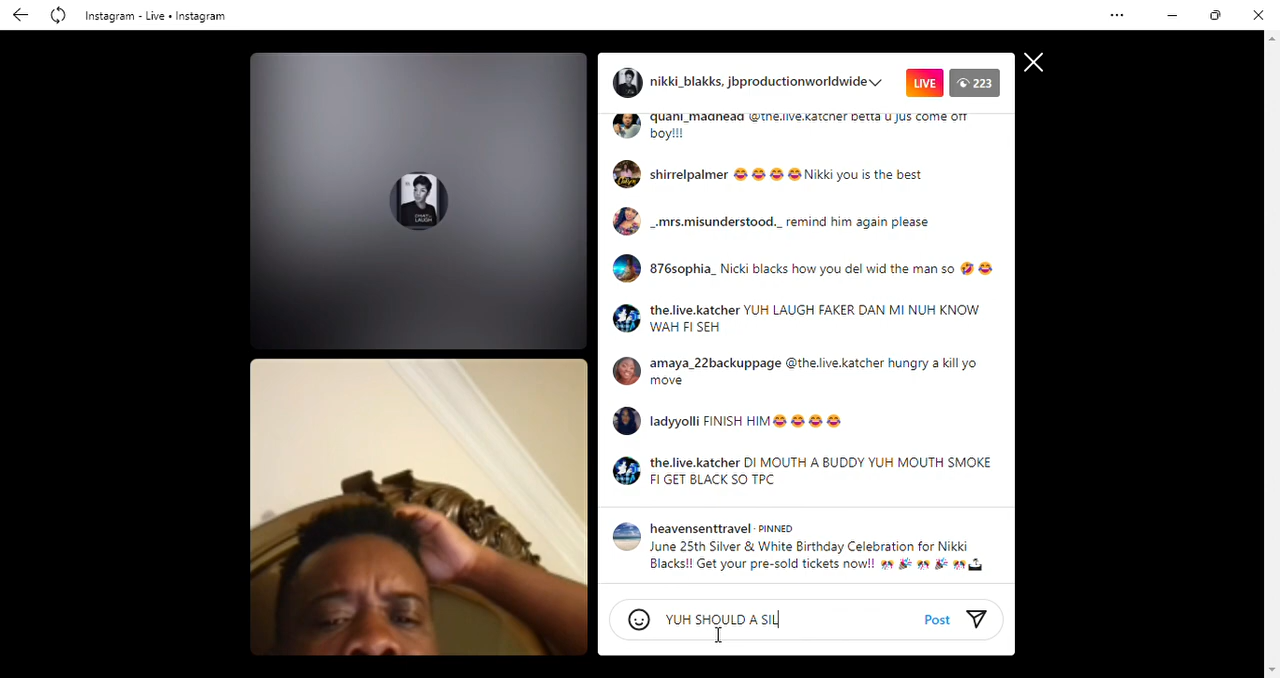 Instagram - Live • Instagram
nikki_blakks, jbproductionworldwide
LIVE
223
quani_madhead @the.live.katcher betta u jus come off
boy!!!
shirrelpalmer 😂😂😂😂Nikki you is the best
_.mrs.misunderstood._ remind him again please
876sophia_ Nicki blacks how you del wid the man so 🤣😂
the.live.katcher YUH LAUGH FAKER DAN MI NUH KNOW
WAH FI SEH
amaya_22backuppage @the.live.katcher hungry a kill yo
move
ladyyolli FINISH HIM😂😂😂😂
the.live.katcher DI MOUTH A BUDDY YUH MOUTH SMOKE
FI GET BLACK SO TPC
heavensenttravel · PINNED
June 25th Silver & White Birthday Celebration for Nikki
Blacks!! Get your pre-sold tickets now!! 🎊🎉🎊🎉🎊📤
YUH SHOULD A SIL
Post